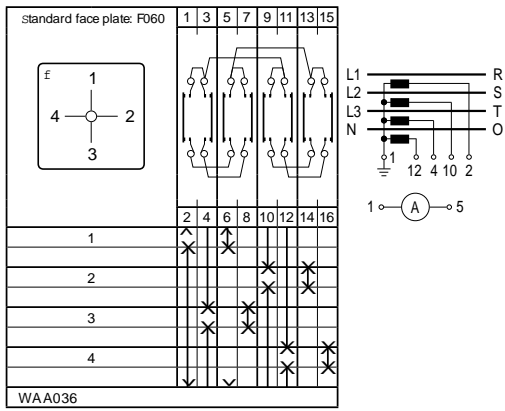 Standard face plate: F060 1 3 5 7 9 11 13 15
f
1
4 2
3
L1 R
L2 S
L3 T
N O
1 12 4 10 2
1 A 5
2 4 6 8 10 12 14 16
1
2
3
4
WAA036